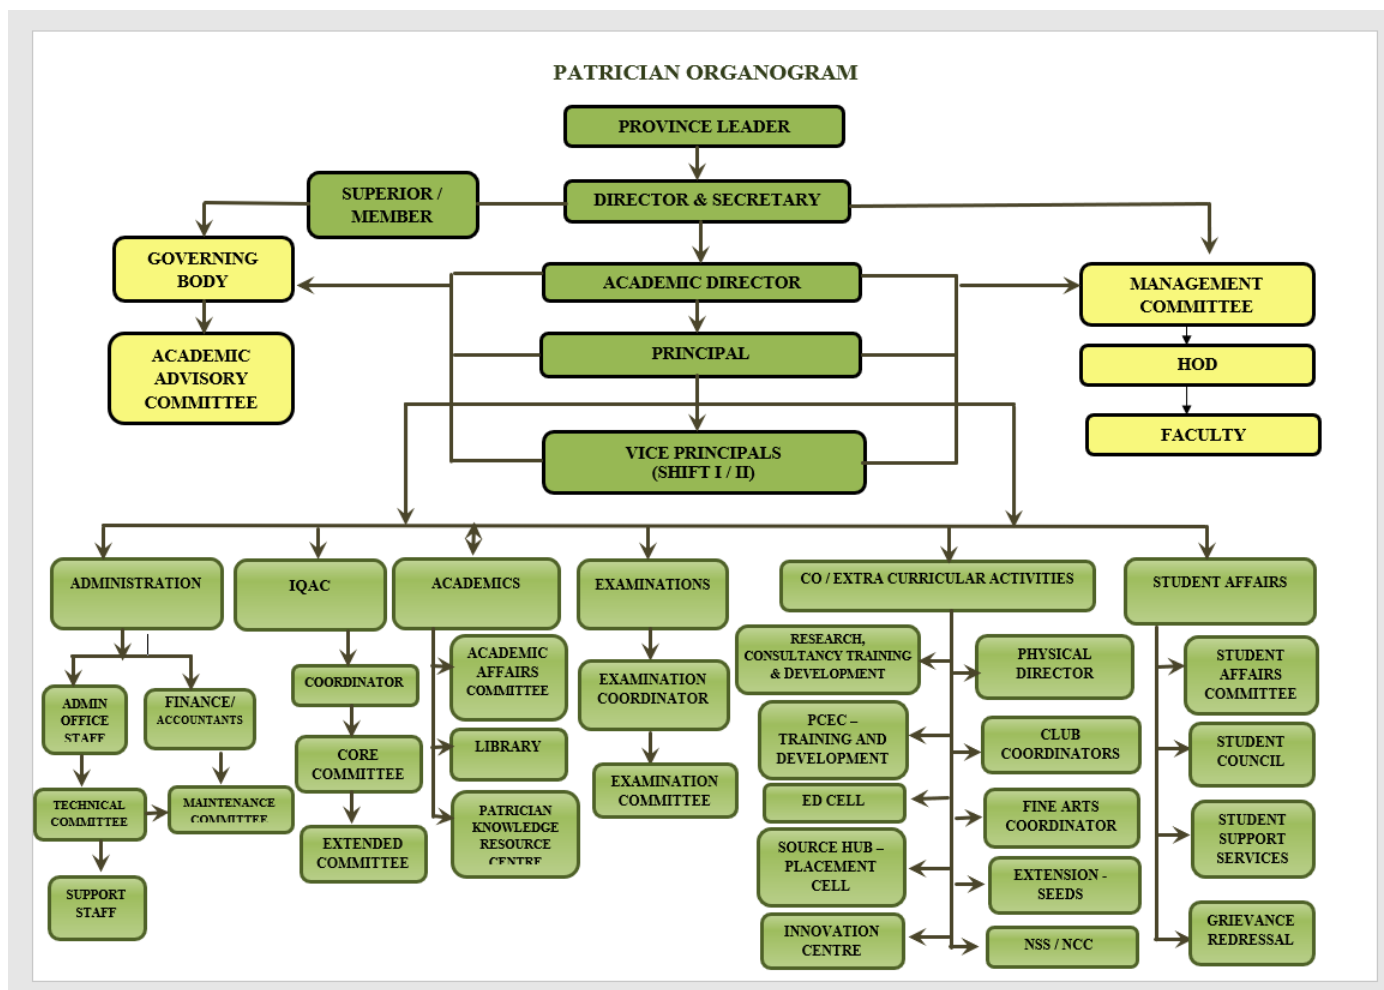 PATRICIAN ORGANOGRAM
PROVINCE LEADER
SUPERIOR /
MEMBER
DIRECTOR & SECRETARY
GOVERNING
BODY
ACADEMIC DIRECTOR
MANAGEMENT
COMMITTEE
ACADEMIC
ADVISORY
COMMITTEE
PRINCIPAL
HOD
FACULTY
VICE PRINCIPALS
(SHIFT I / II)
ADMINISTRATION
IQAC
ACADEMICS
EXAMINATIONS
CO / EXTRA CURRICULAR ACTIVITIES
STUDENT AFFAIRS
ADMIN
OFFICE
STAFF
FINANCE/
ACCOUNTANTS
TECHNICAL
COMMITTEE
MAINTENANCE
COMMITTEE
SUPPORT
STAFF
COORDINATOR
CORE
COMMITTEE
EXTENDED
COMMITTEE
ACADEMIC
AFFAIRS
COMMITTEE
LIBRARY
PATRICIAN
KNOWLEDGE
RESOURCE
CENTRE
EXAMINATION
COORDINATOR
EXAMINATION
COMMITTEE
RESEARCH,
CONSULTANCY TRAINING
& DEVELOPMENT
PCEC –
TRAINING AND
DEVELOPMENT
ED CELL
SOURCE HUB –
PLACEMENT
CELL
INNOVATION
CENTRE
PHYSICAL
DIRECTOR
CLUB
COORDINATORS
FINE ARTS
COORDINATOR
EXTENSION -
SEEDS
NSS / NCC
STUDENT
AFFAIRS
COMMITTEE
STUDENT
COUNCIL
STUDENT
SUPPORT
SERVICES
GRIEVANCE
REDRESSAL